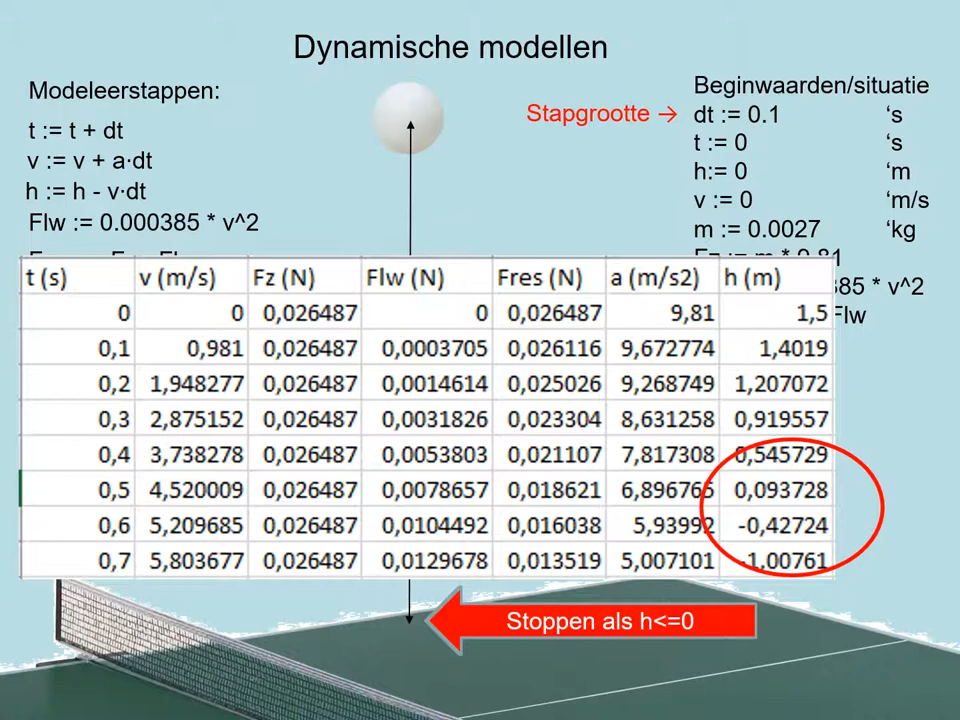 Dynamische modellen
Modeleerstappen:
t := t + dt
v := v + a·dt
h := h - v·dt
Flw := 0.000385 * v^2
Stapgrootte →
Beginwaarden/situatie
dt := 0.1 ‘s
t := 0 ‘s
h:= 0 ‘m
v := 0 ‘m/s
m := 0.0027 ‘kg
Fz := m * 9.81
385 * v^2
Flw
t (s) v (m/s) Fz (N) Flw (N) Fres (N) a (m/s2) h (m)
0 0 0,026487 0 0,026487 9,81 1,5
0,1 0,981 0,026487 0,0003705 0,026116 9,672774 1,4019
0,2 1,948277 0,026487 0,0014614 0,025026 9,268749 1,207072
0,3 2,875152 0,026487 0,0031826 0,023304 8,631258 0,919557
0,4 3,738278 0,026487 0,0053803 0,021107 7,817308 0,545729
0,5 4,520009 0,026487 0,0078657 0,018621 6,896765 0,093728
0,6 5,209685 0,026487 0,0104492 0,016038 5,93992 -0,42724
0,7 5,803677 0,026487 0,0129678 0,013519 5,007101 -1,00761
Stoppen als h<=0